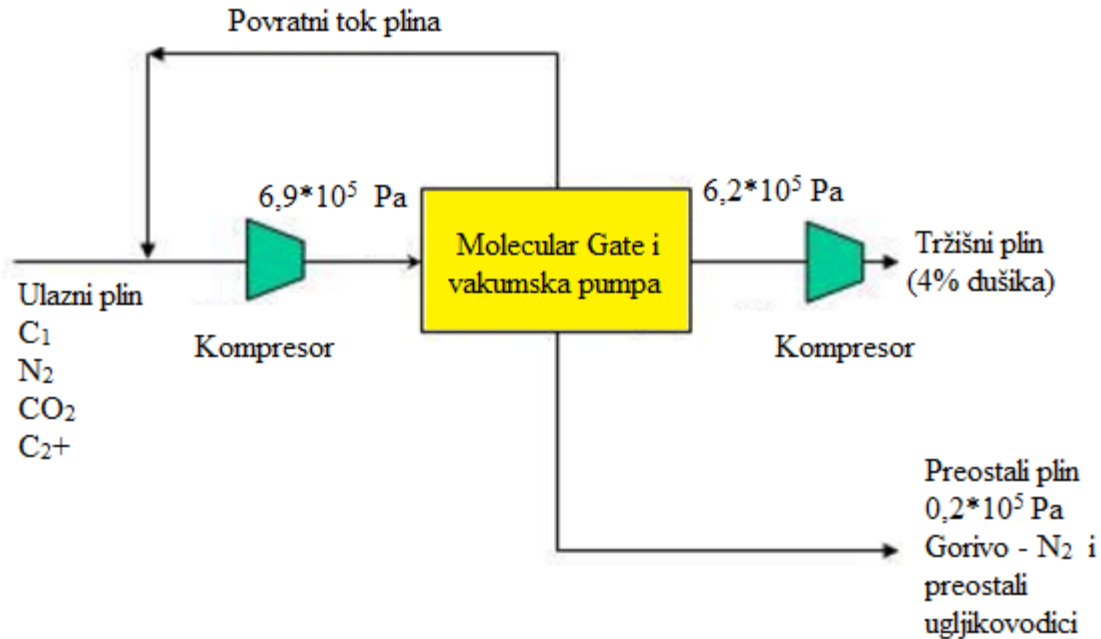 Povratni tok plina
6,9*10⁵ Pa
6,2*10⁵ Pa
Molecular Gate i
vakumska pumpa
Tržišni plin
(4% dušika)
Ulazni plin
C₁
N₂
CO₂
C₂+
Kompresor
Kompresor
Preostali plin
0,2*10⁵ Pa
Gorivo - N₂ i
preostali
ugljikovodici